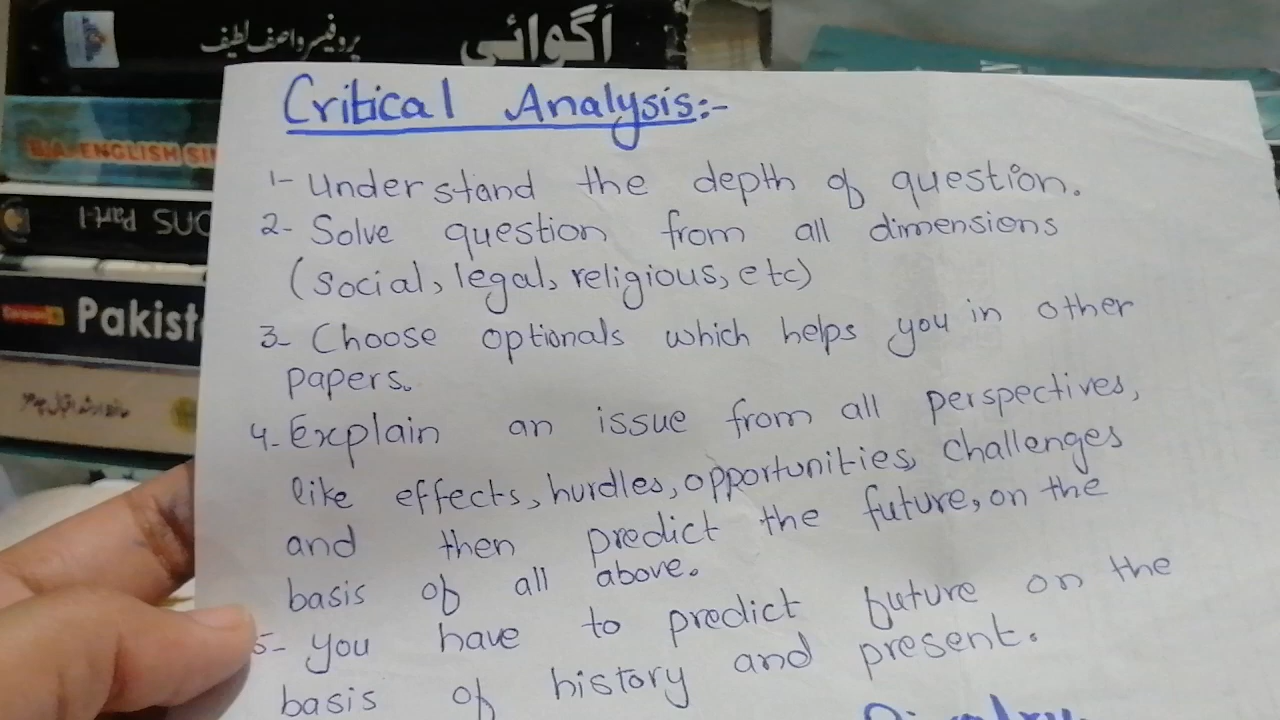 پروفیسر واصف لطیف
آگوائی
B.A. ENGLISH
Part-I
Pakist
Critical Analysis:-
1- Understand the depth of question.
2- Solve question from all dimensions
(social, legal, religious, etc)
3- Choose optionals which helps you in other
papers.
4- Explain an issue from all perspectives,
like effects, hurdles, opportunities, challenges
and then predict the future, on the
basis of all above.
5- You have to predict future on the
basis of history and present.